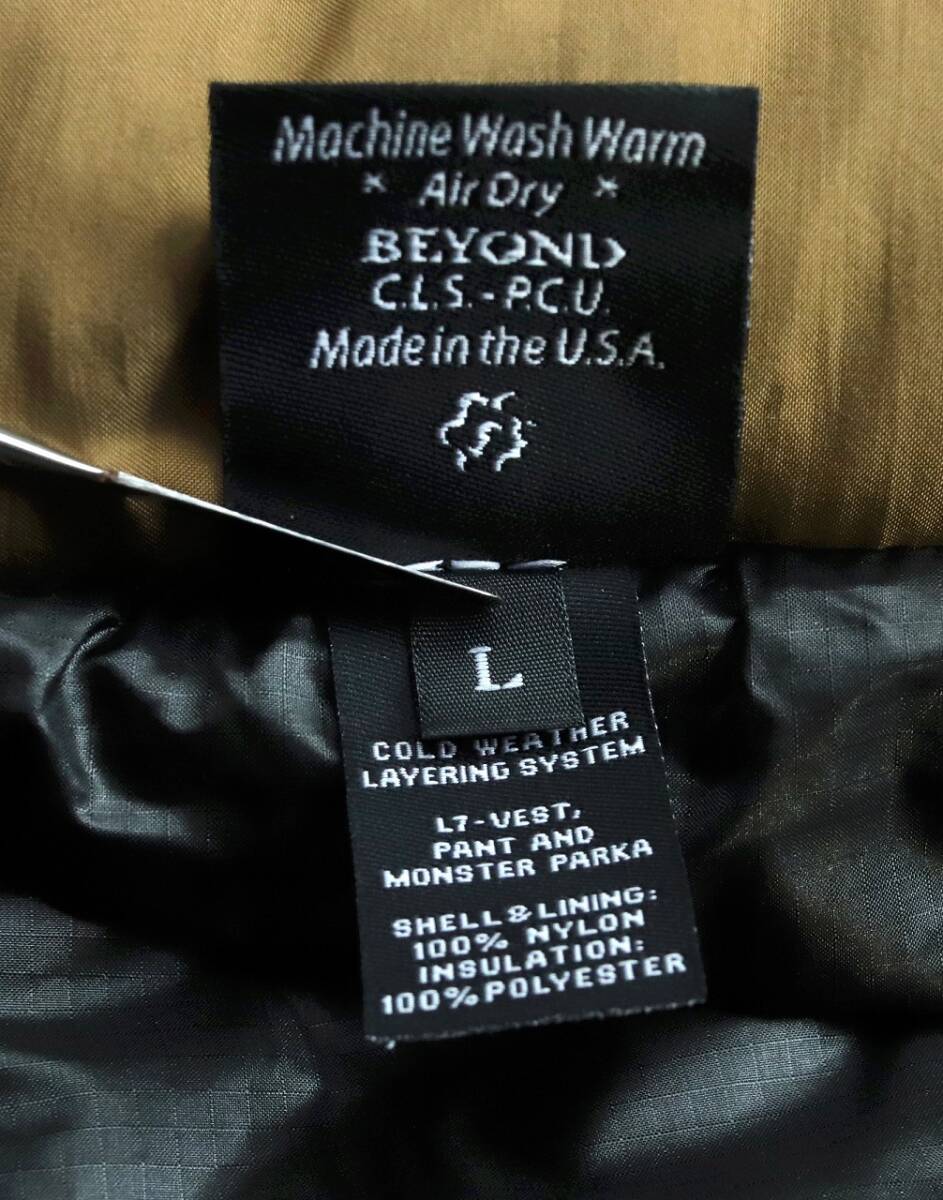 Machine Wash Warm
* Air Dry *
BEYOND
C.L.S. - P.C.U.
Made in the U.S.A.
L
COLD WEATHER
LAYERING SYSTEM
L7-VEST,
PANT AND
MONSTER PARKA
SHELL & LINING:
100% NYLON
INSULATION:
100% POLYESTER